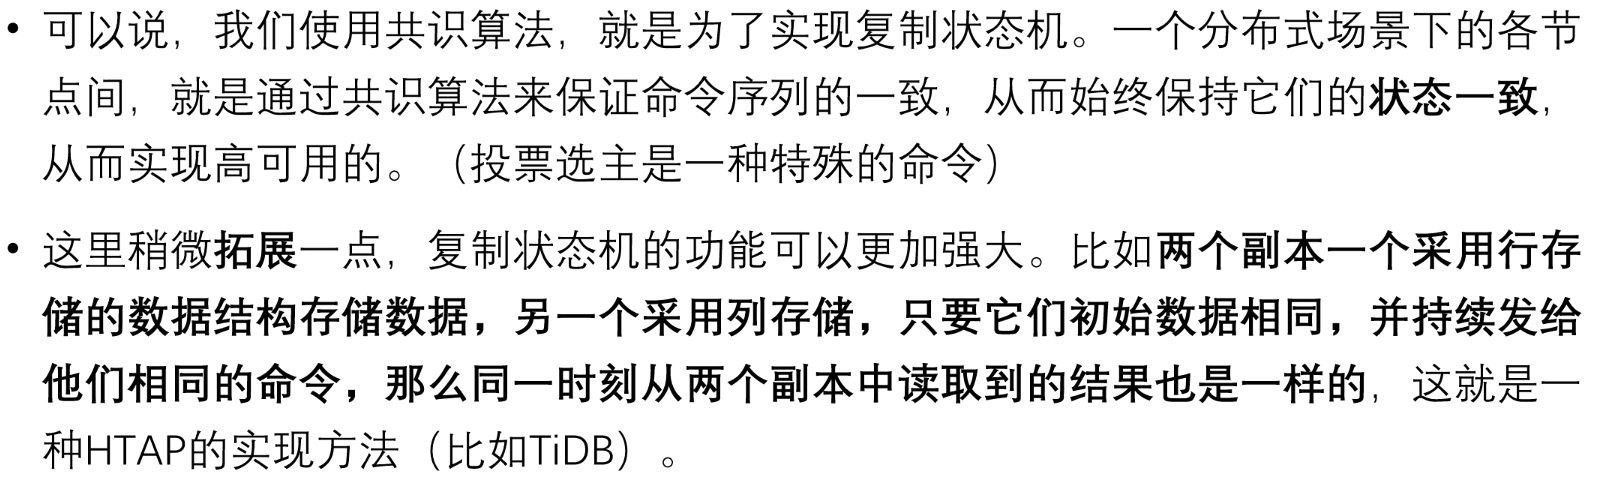 • 可以说，我们使用共识算法，就是为了实现复制状态机。一个分布式场景下的各节
点间，就是通过共识算法来保证命令序列的一致，从而始终保持它们的状态一致，
从而实现高可用的。（投票选主是一种特殊的命令）
• 这里稍微拓展一点，复制状态机的功能可以更加强大。比如两个副本一个采用行存
储的数据结构存储数据，另一个采用列存储，只要它们初始数据相同，并持续发给
他们相同的命令，那么同一时刻从两个副本中读取到的结果也是一样的，这就是一
种HTAP的实现方法（比如TiDB）。